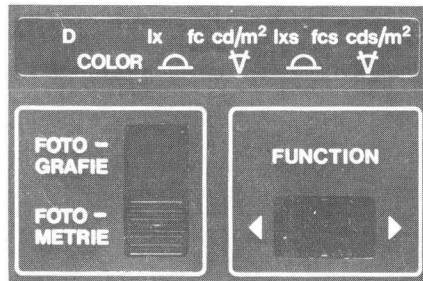 D lx fc cd/m² lxs fcs cds/m²
COLOR
FOTO -
GRAFIE
FOTO -
METRIE
FUNCTION